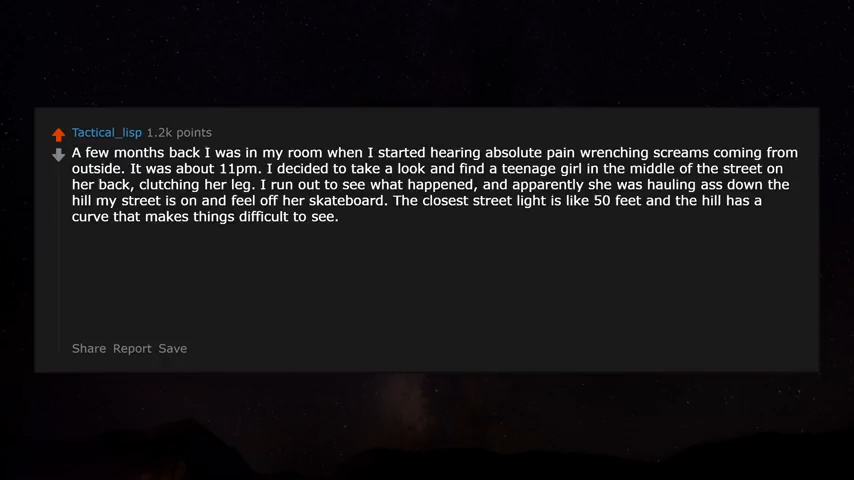 Tactical_lisp 1.2k points
A few months back I was in my room when I started hearing absolute pain wrenching screams coming from
outside. It was about 11pm. I decided to take a look and find a teenage girl in the middle of the street on
her back, clutching her leg. I run out to see what happened, and apparently she was hauling ass down the
hill my street is on and feel off her skateboard. The closest street light is like 50 feet and the hill has a
curve that makes things difficult to see.
Share Report Save